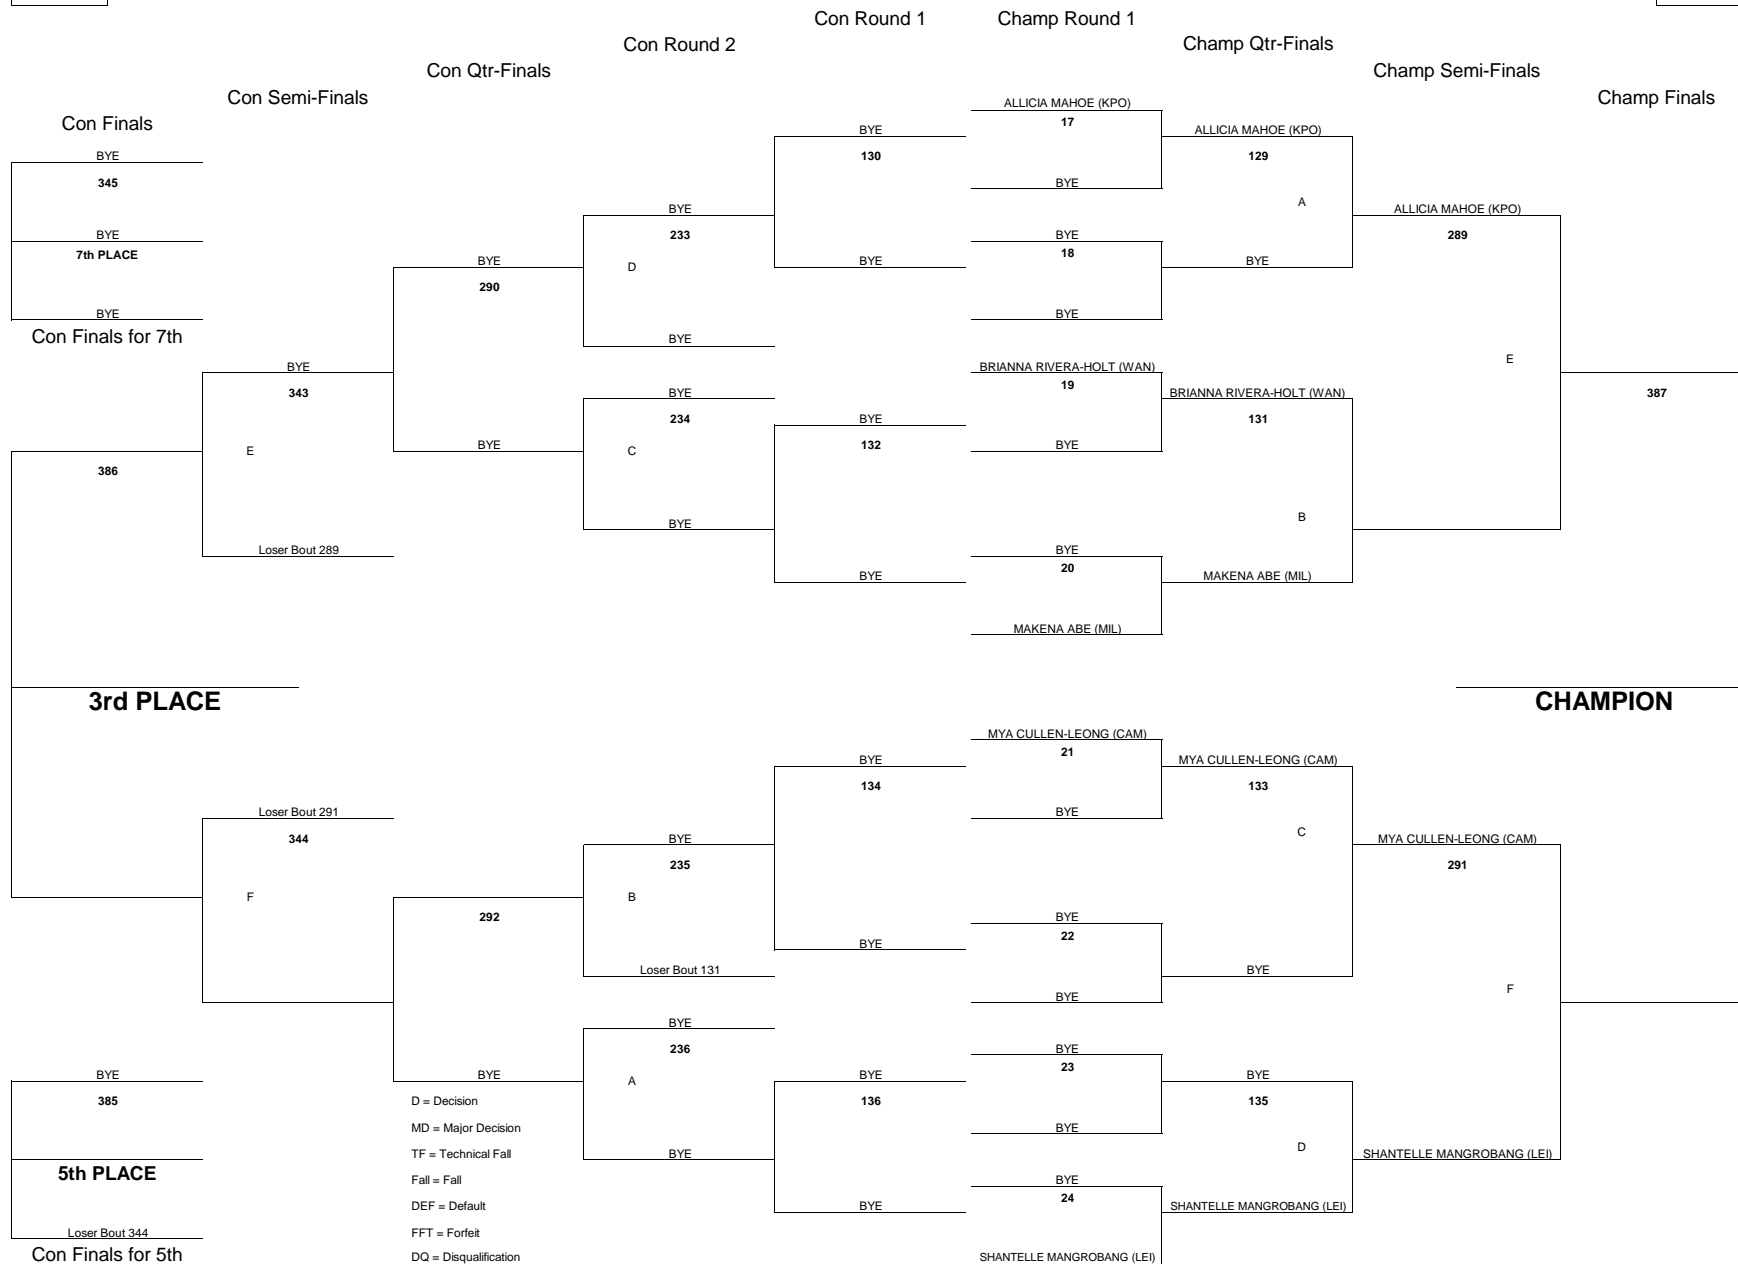 Con Round 1 Champ Round 1
Con Round 2 Champ Qtr-Finals
Con Qtr-Finals Champ Semi-Finals
Con Semi-Finals Champ Finals
ALLICIA MAHOE (KPO)
Con Finals 17
BYE ALLICIA MAHOE (KPO)
BYE 130 129
345 BYE
A
BYE ALLICIA MAHOE (KPO)
BYE 233 BYE 289
7th PLACE 18
BYE D BYE BYE
290
BYE BYE
Con Finals for 7th
BYE
E
BYE BRIANNA RIVERA-HOLT (WAN)
343 19
BYE BRIANNA RIVERA-HOLT (WAN) 387
234 BYE 131
E BYE C 132 BYE
386
BYE B
Loser Bout 289 BYE
20
BYE MAKENA ABE (MIL)
MAKENA ABE (MIL)
3rd PLACE CHAMPION
MYA CULLEN-LEONG (CAM)
21
BYE MYA CULLEN-LEONG (CAM)
134 133
Loser Bout 291 BYE
344 BYE C MYA CULLEN-LEONG (CAM)
235 291
F B
292 BYE
22
BYE
Loser Bout 131 BYE
F
BYE
BYE
236 BYE
BYE BYE A BYE 23 BYE
385 D = Decision 136 135
MD = Major Decision BYE
TF = Technical Fall BYE D SHANTELLE MANGROBANG (LEI)
5th PLACE
Fall = Fall BYE
24
DEF = Default BYE SHANTELLE MANGROBANG (LEI)
Loser Bout 344 FFT = Forfeit
Con Finals for 5th DQ = Disqualification SHANTELLE MANGROBANG (LEI)